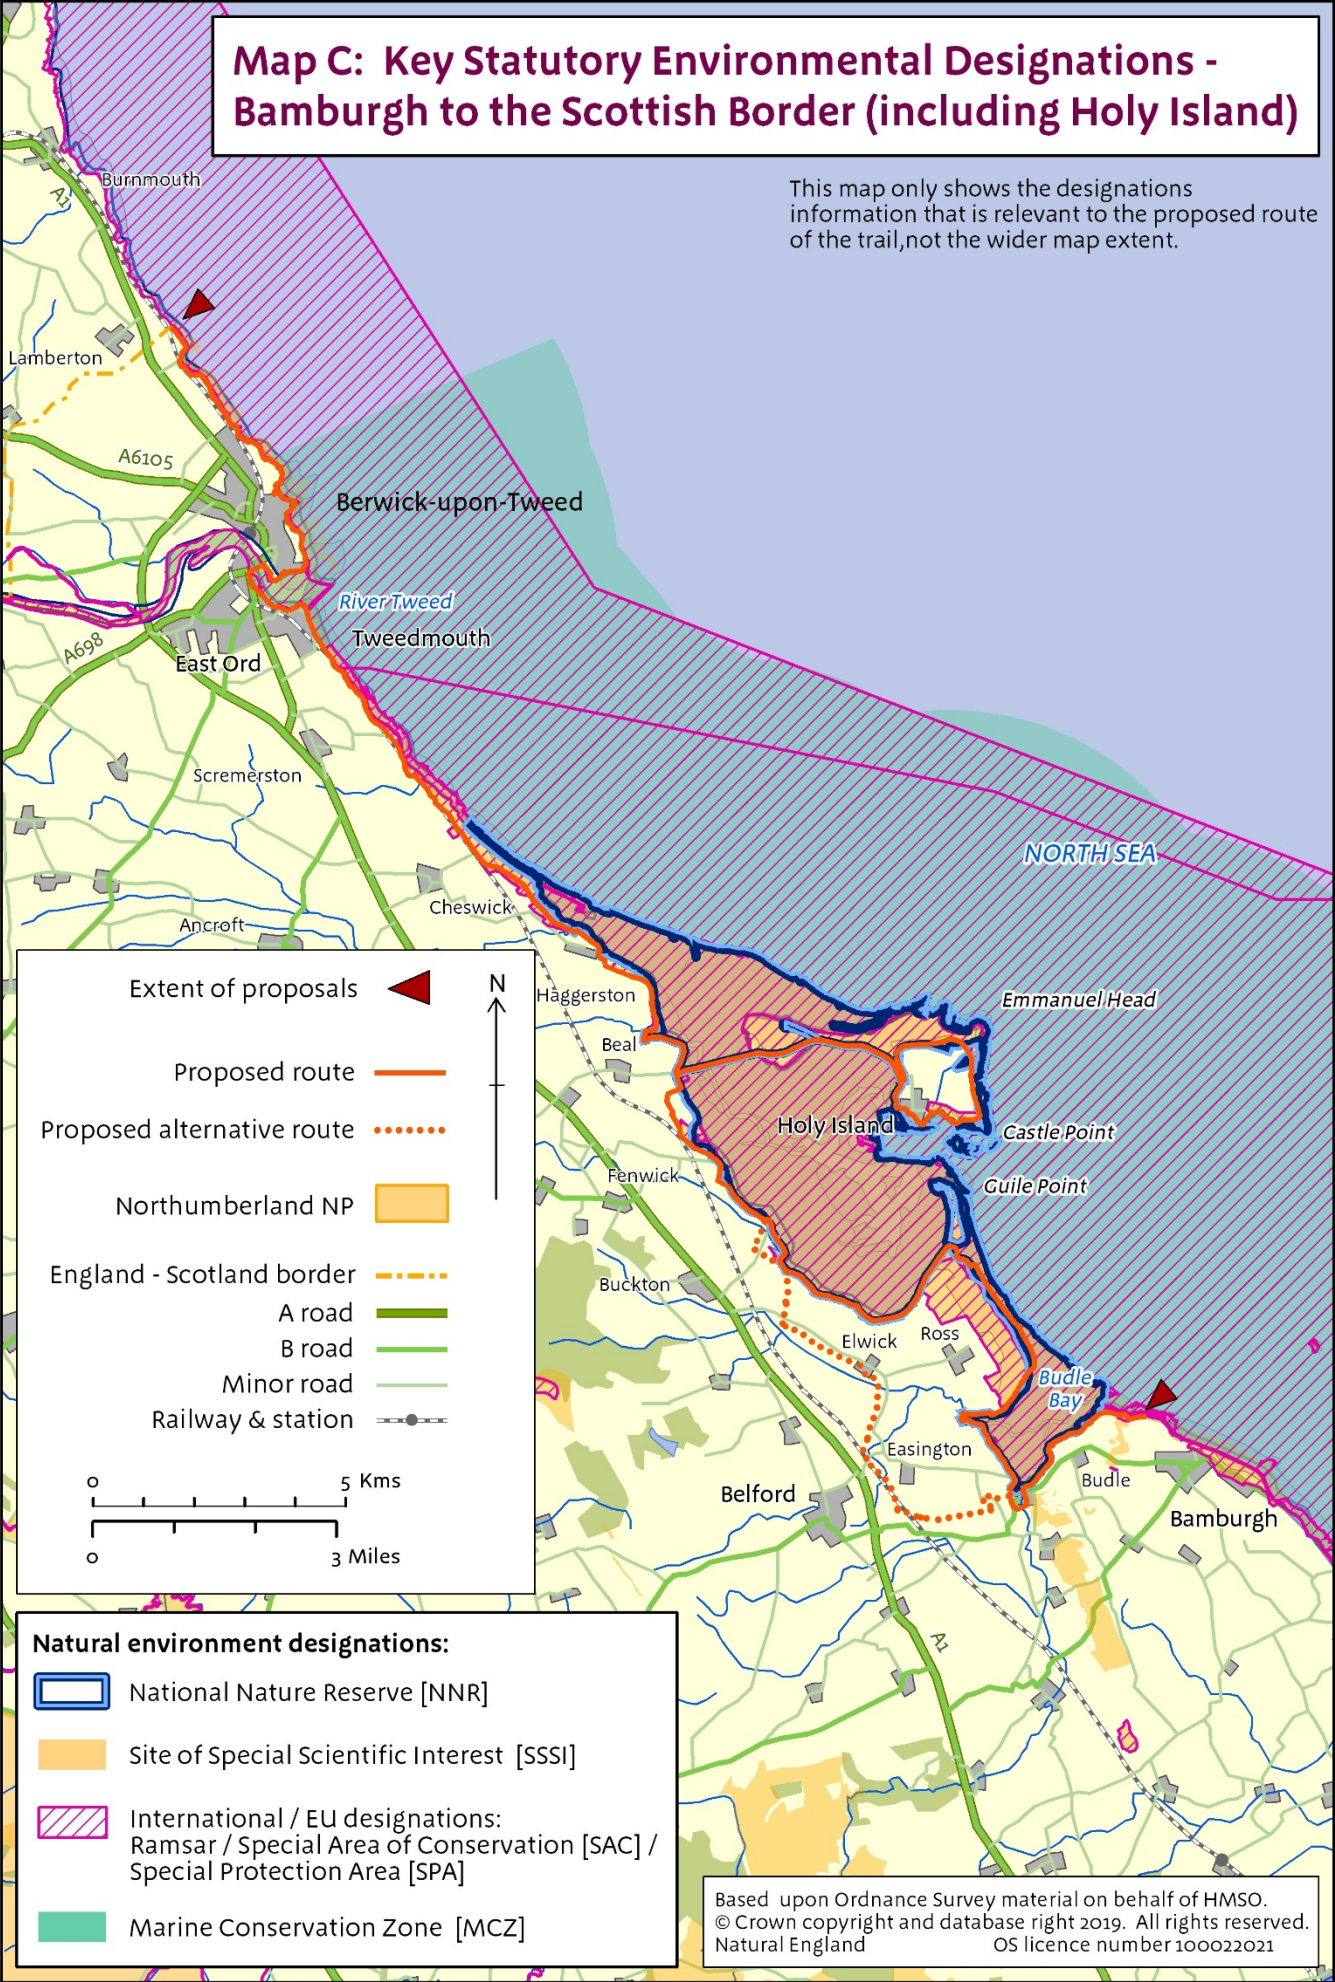 Map C: Key Statutory Environmental Designations -
Bamburgh to the Scottish Border (including Holy Island)
This map only shows the designations
information that is relevant to the proposed route
of the trail,not the wider map extent.
Burnmouth
A1
Lamberton
A6105
Berwick-upon-Tweed
River Tweed
Tweedmouth
A698
East Ord
Scremerston
NORTH SEA
Cheswick
Ancroft
Haggerston
Emmanuel Head
Beal
Holy Island
Castle Point
Fenwick
Guile Point
Buckton
Elwick
Ross
Budle
Bay
Easington
Belford
Budle
Bamburgh
A1
Extent of proposals
N
Proposed route
Proposed alternative route
Northumberland NP
England - Scotland border
A road
B road
Minor road
Railway & station
0 5 Kms
0 3 Miles
Natural environment designations:
National Nature Reserve [NNR]
Site of Special Scientific Interest [SSSI]
International / EU designations:
Ramsar / Special Area of Conservation [SAC] /
Special Protection Area [SPA]
Marine Conservation Zone [MCZ]
Based upon Ordnance Survey material on behalf of HMSO.
© Crown copyright and database right 2019. All rights reserved.
Natural England OS licence number 100022021